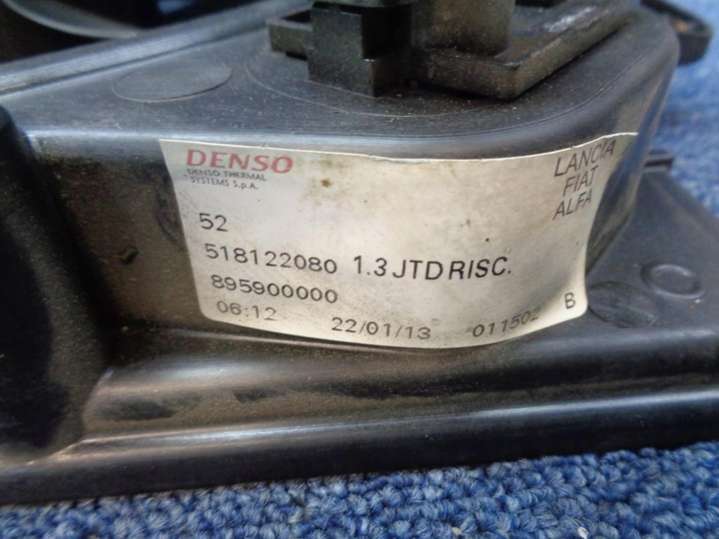 DENSO
DENSO THERMAL
SYSTEMS S.p.A.
LANCIA
FIAT
ALFA
52
518122080 1.3 JTD RISC.
895900000
06:12 22/01/13 011502 B